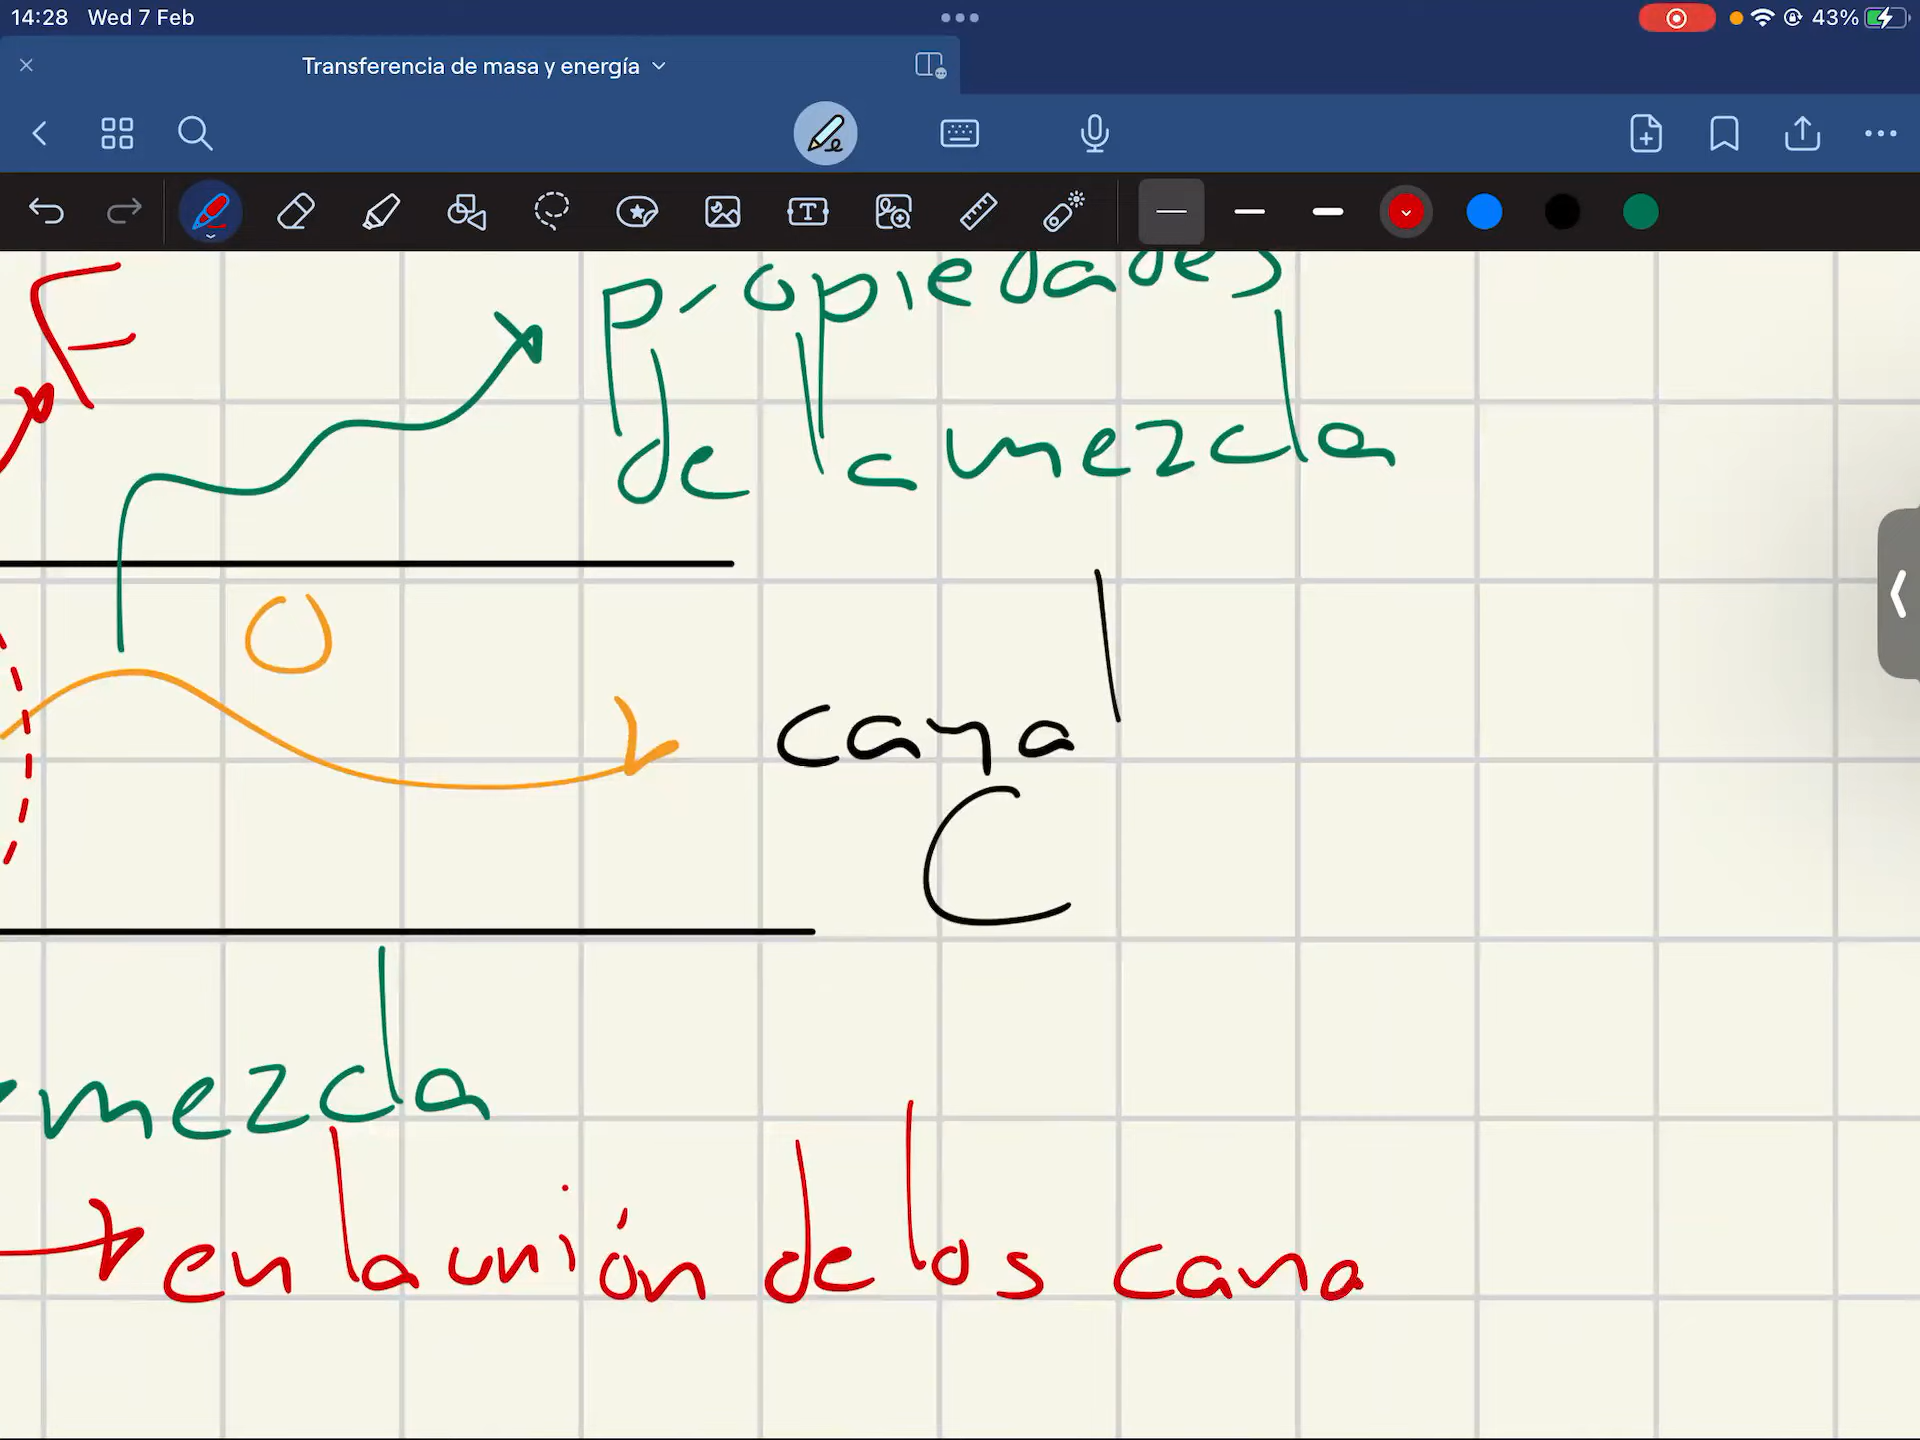 14:28 Wed 7 Feb
43%
Transferencia de masa y energía
F
propiedades
de la mezcla
canal
C
mezcla
en la unión de los cana